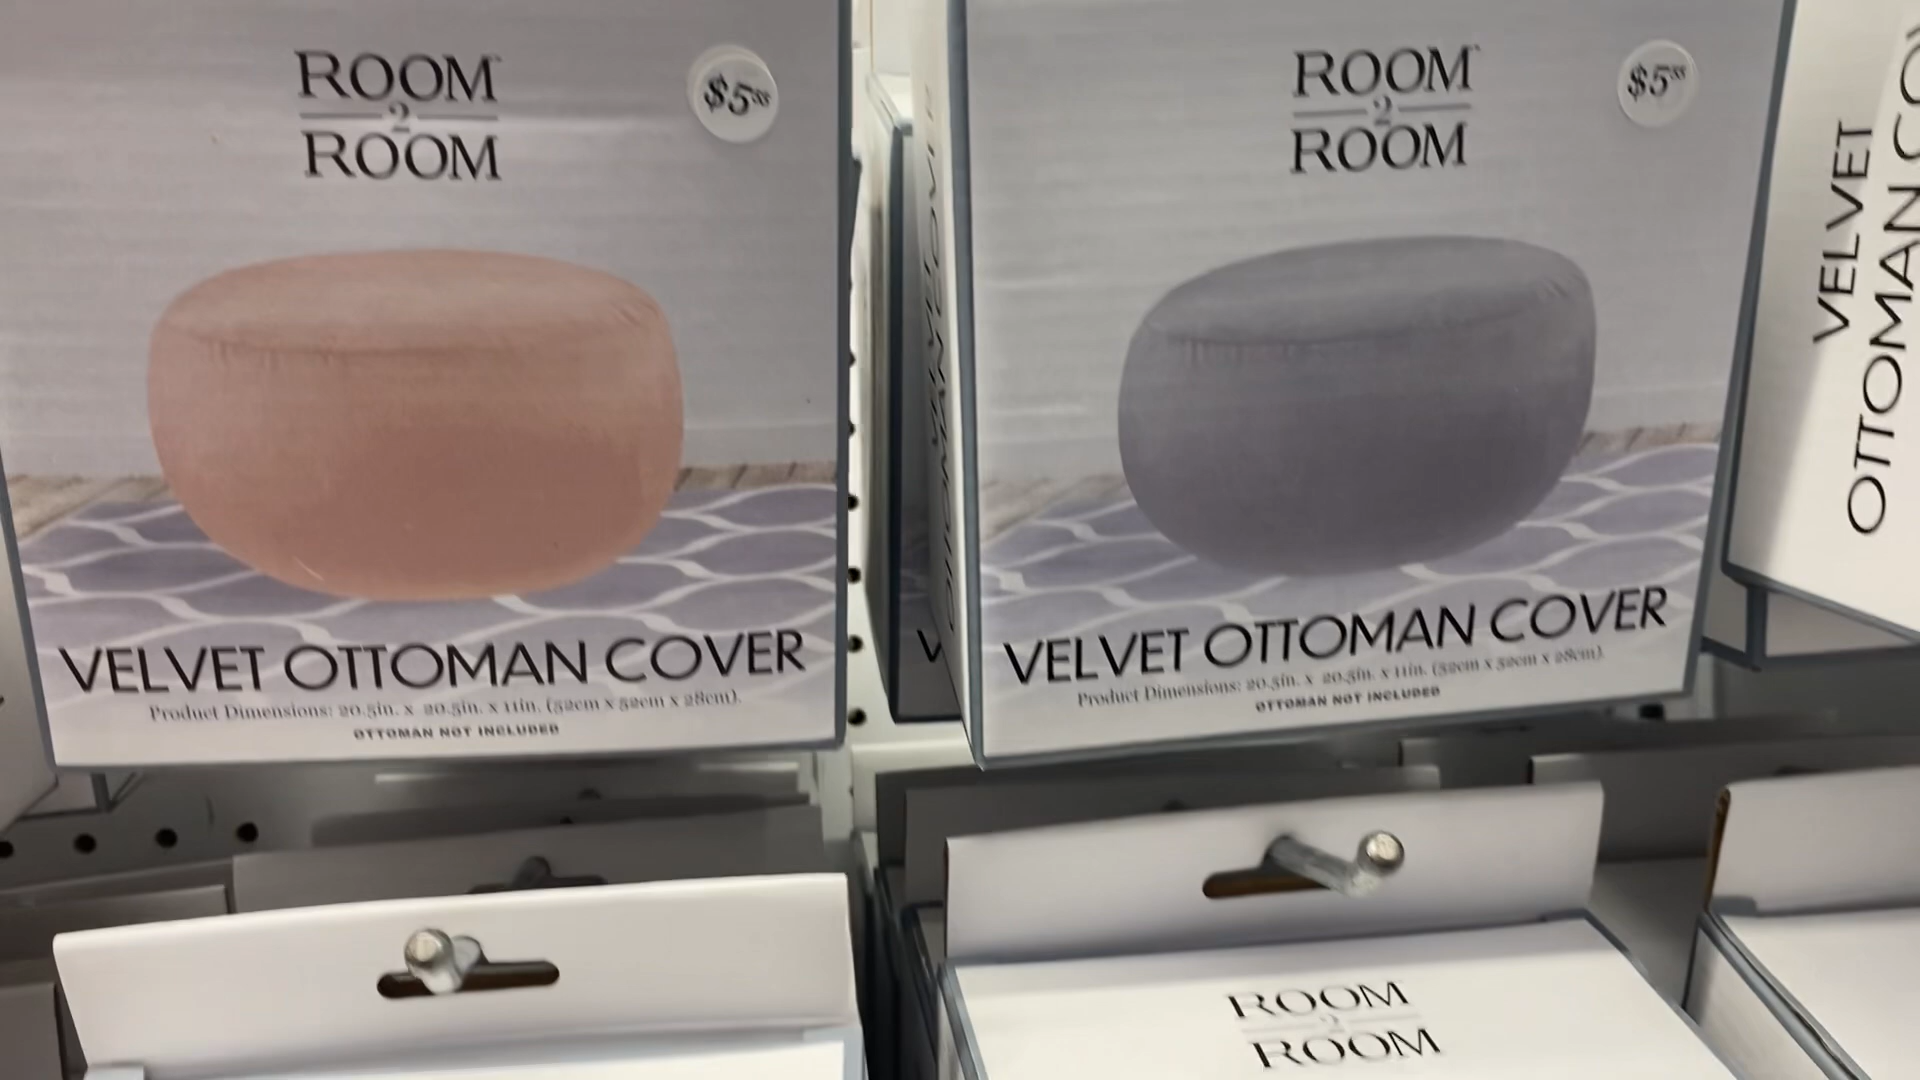 ROOM
2
ROOM
$5⁵⁵
VELVET OTTOMAN COVER
Product Dimensions: 20.5in. x 20.5in. x 11in. (52cm x 52cm x 28cm).
OTTOMAN NOT INCLUDED
ROOM
2
ROOM
$5⁵⁵
VELVET OTTOMAN COVER
Product Dimensions: 20.5in. x 20.5in. x 11in. (52cm x 52cm x 28cm).
OTTOMAN NOT INCLUDED
VELVET
OTTOMAN
ROOM
2
ROOM